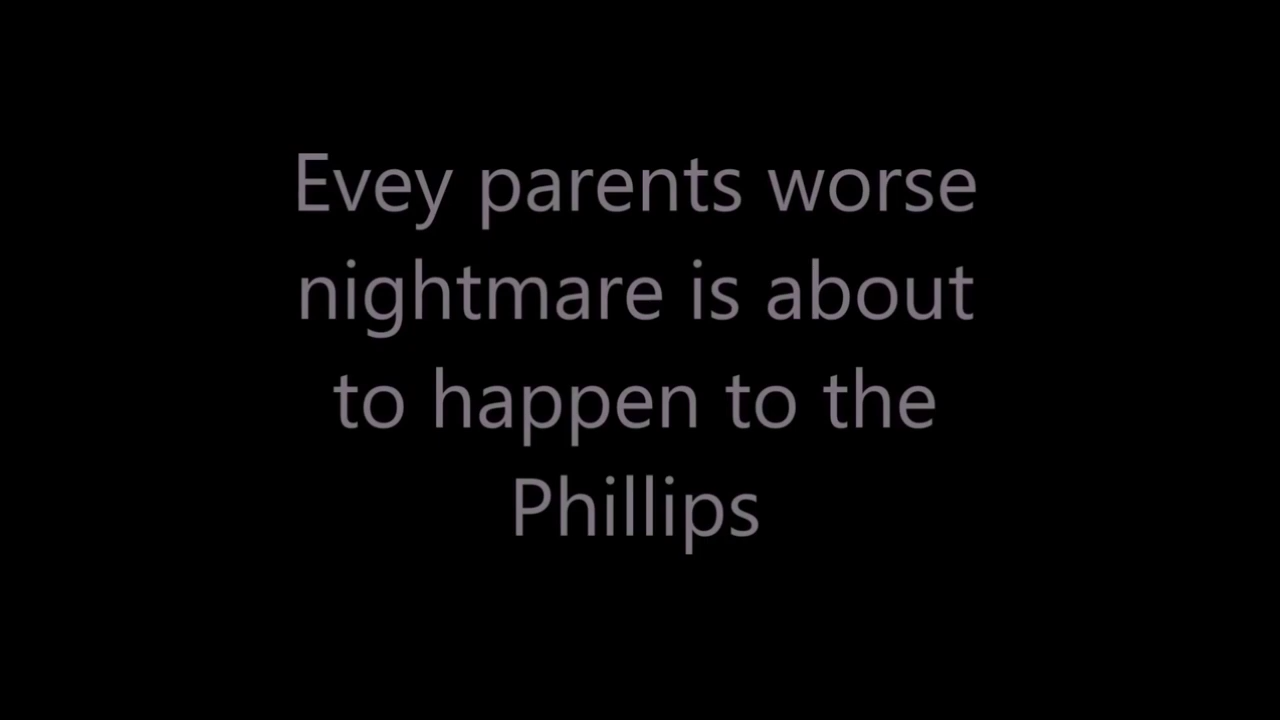 Evey parents worse
nightmare is about
to happen to the
Phillips